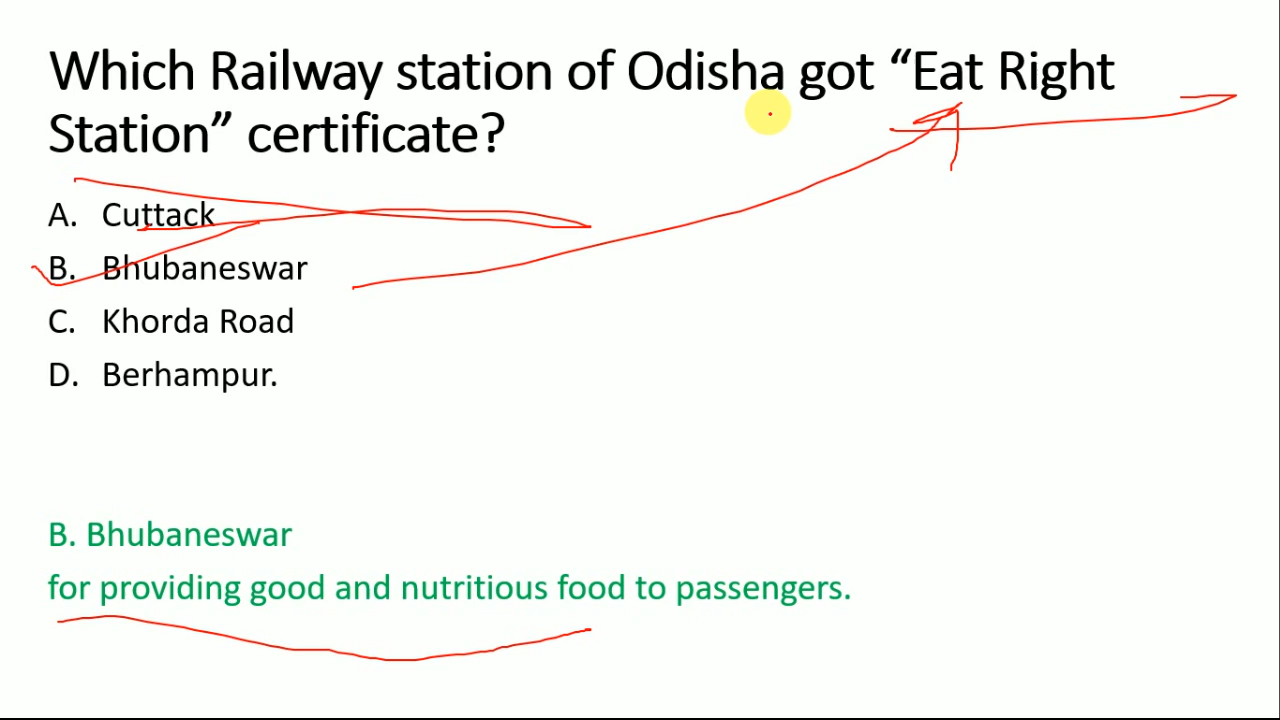 Which Railway station of Odisha got “Eat Right
Station” certificate?
A. Cuttack
B. Bhubaneswar
C. Khorda Road
D. Berhampur.
B. Bhubaneswar
for providing good and nutritious food to passengers.